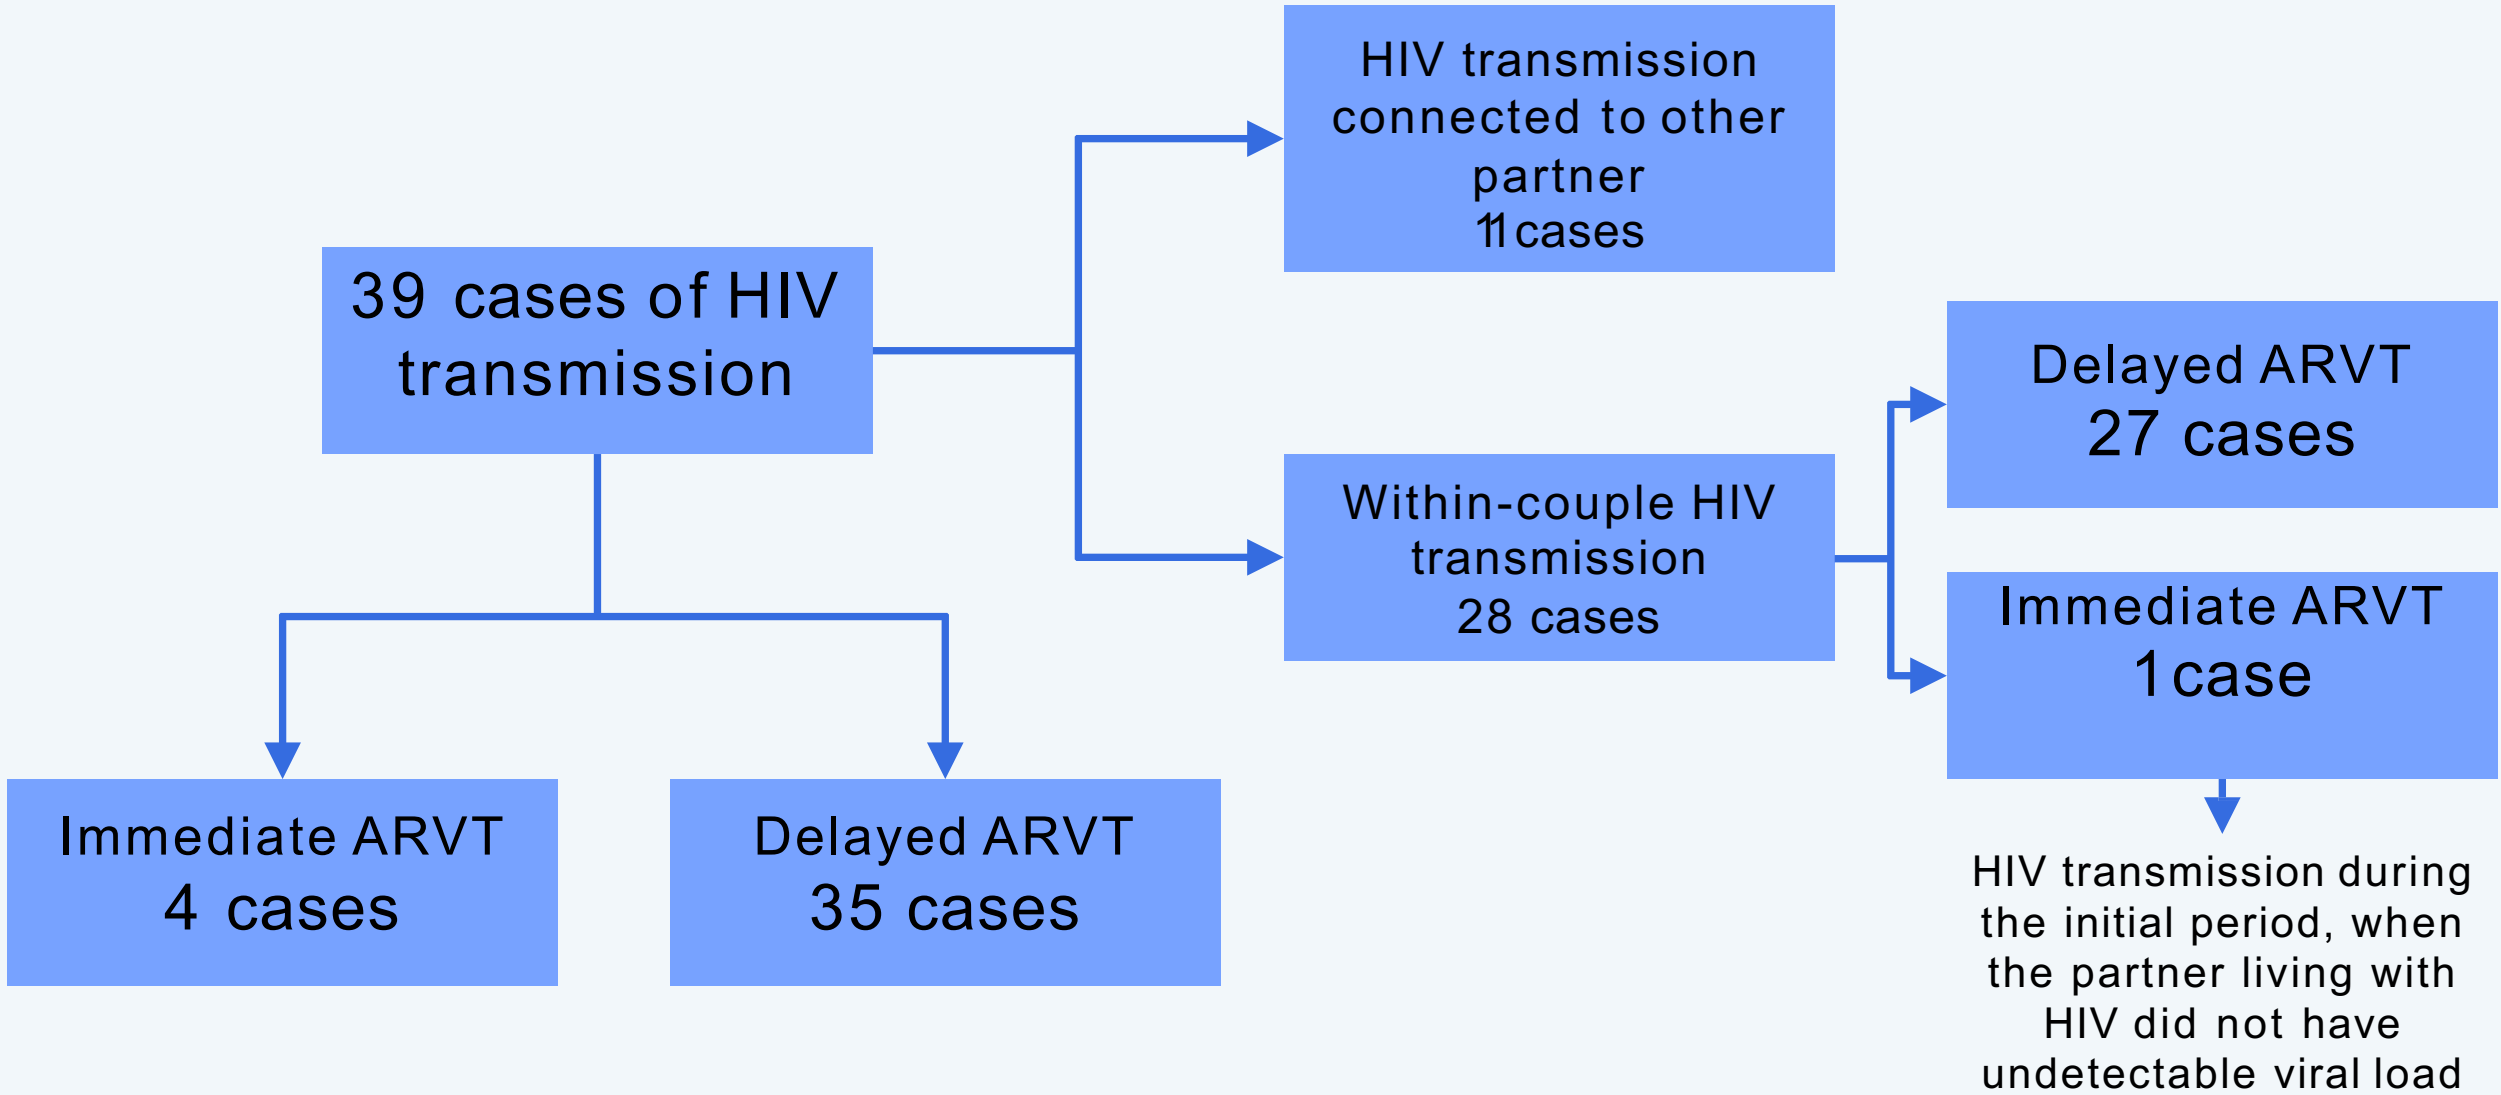 HIV transmission
connected to other
partner
11 cases
39 cases of HIV
transmission
Delayed ARVT
27 cases
Within-couple HIV
transmission
28 cases
Immediate ARVT
1 case
Immediate ARVT
4 cases
Delayed ARVT
35 cases
HIV transmission during
the initial period, when
the partner living with
HIV did not have
undetectable viral load